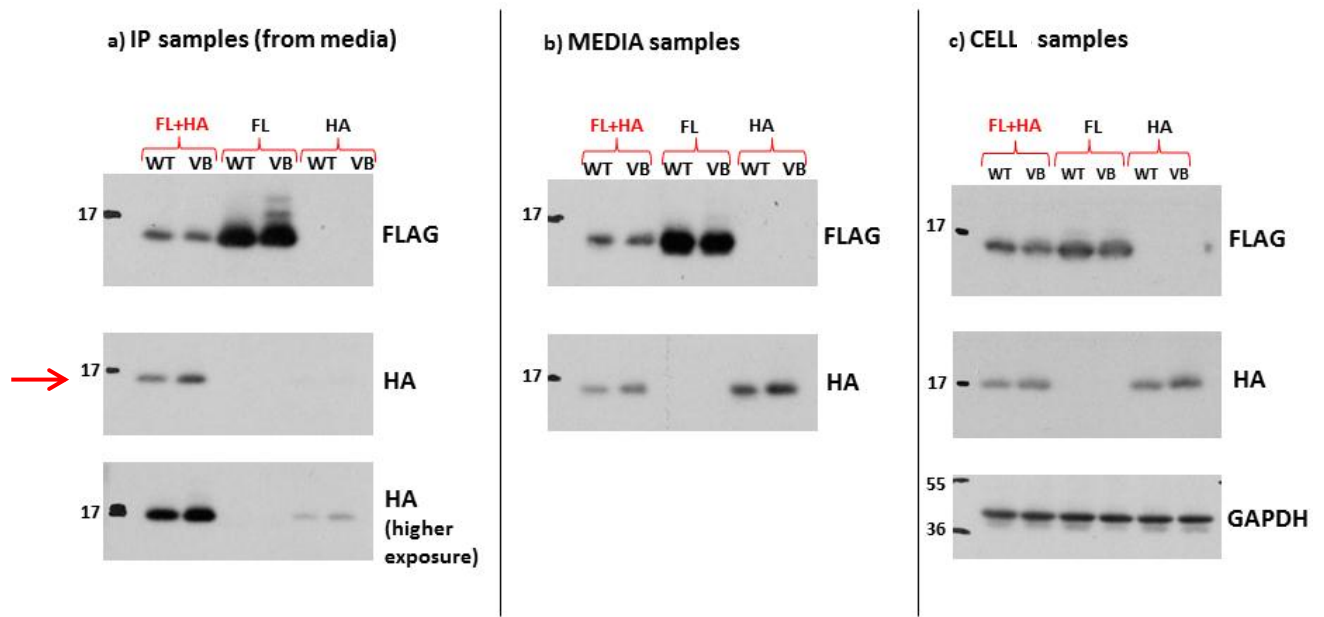 a) IP samples (from media)
FL+HA FL HA
WT VB WT VB WT VB
17
FLAG
17
HA
17
HA
(higher
exposure)
b) MEDIA samples
FL+HA FL HA
WT VB WT VB WT VB
17
FLAG
17
HA
c) CELL samples
FL+HA FL HA
WT VB WT VB WT VB
17
FLAG
17
HA
55
36
GAPDH